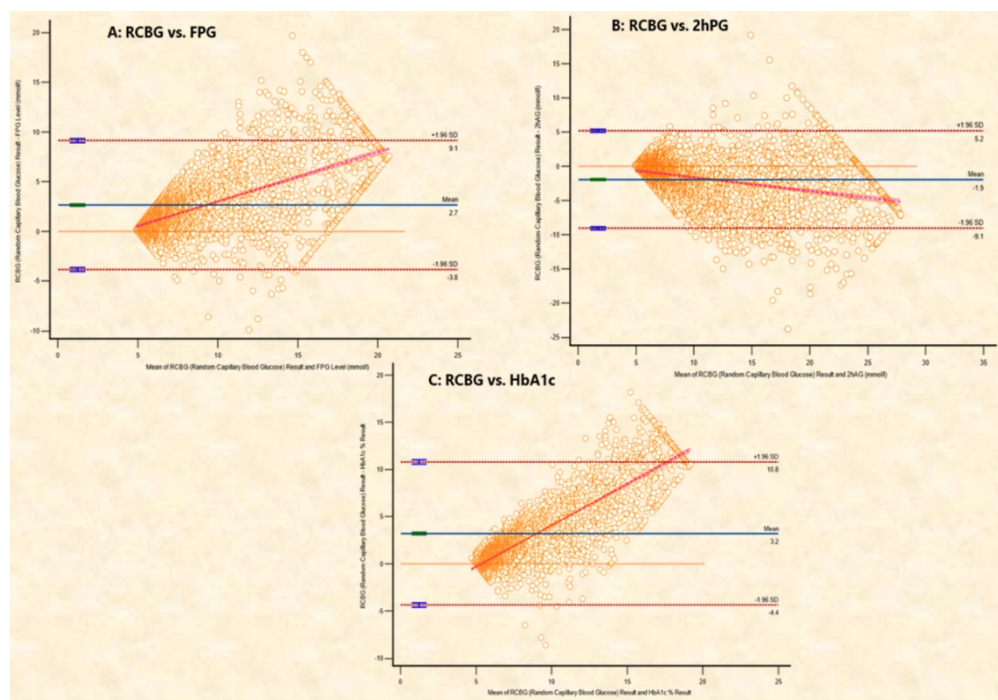 A: RCBG vs. FPG
RCBG (Random Capillary Blood Glucose) Result - FPG Level (mmol/l)
20
15
10
5
0
-5
-10
+1.96 SD
9.1
Mean
2.7
-1.96 SD
-3.8
0
5
10
15
20
25
Mean of RCBG (Random Capillary Blood Glucose) Result and FPG Level (mmol/l)
B: RCBG vs. 2hPG
RCBG (Random Capillary Blood Glucose) Result - 2hAG (mmol/l)
20
15
10
5
0
-5
-10
-15
-20
-25
+1.96 SD
5.2
Mean
-1.9
-1.96 SD
-9.1
0
5
10
15
20
25
30
35
Mean of RCBG (Random Capillary Blood Glucose) Result and 2hAG (mmol/l)
C: RCBG vs. HbA1c
RCBG (Random Capillary Blood Glucose) Result - HbA1c % Result
20
15
10
5
0
-5
-10
+1.96 SD
10.8
Mean
3.2
-1.96 SD
-4.4
0
5
10
15
20
25
Mean of RCBG (Random Capillary Blood Glucose) Result and HbA1c % Result